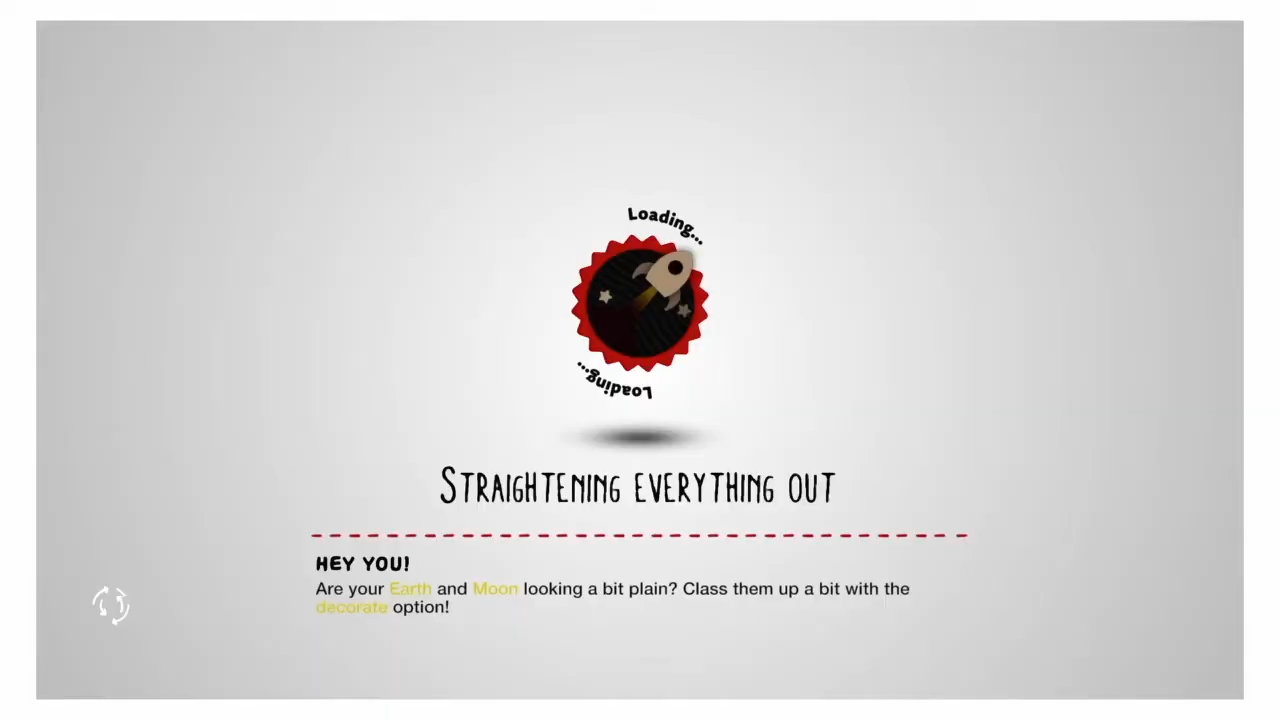 Loading...
Loading...
STRAIGHTENING EVERYTHING OUT
HEY YOU!
Are your Earth and Moon looking a bit plain? Class them up a bit with the
decorate option!